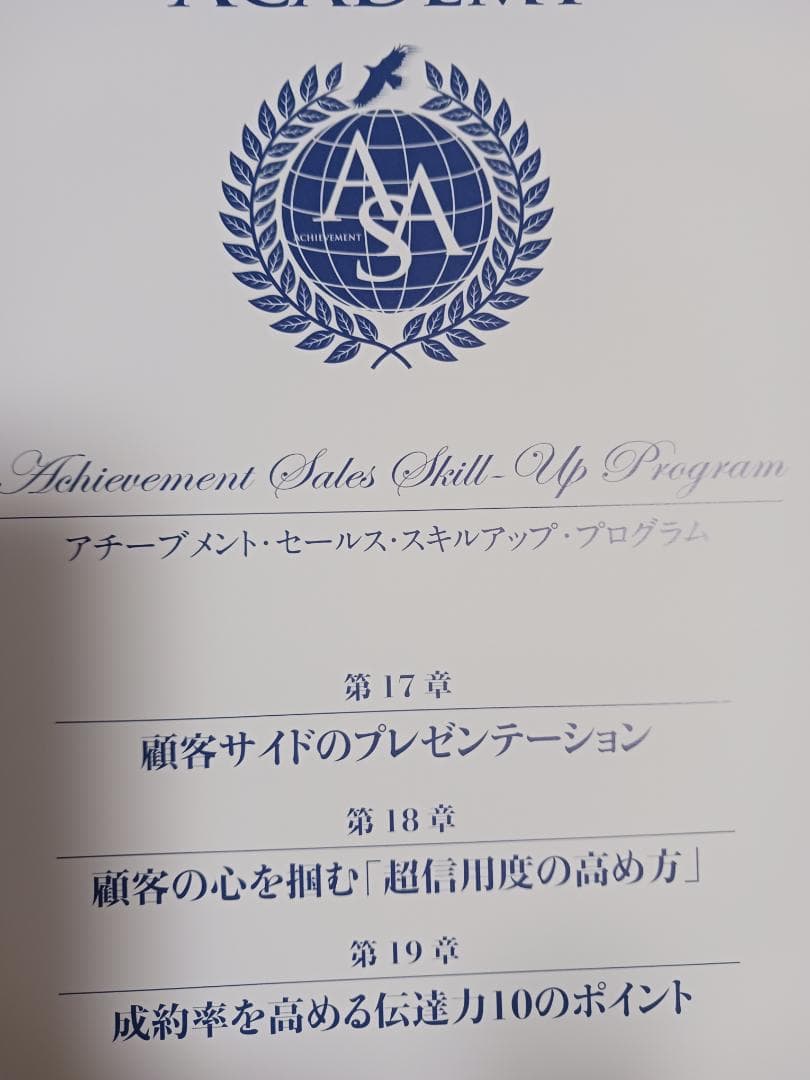 ACADEMY
ASA
ACHIEVEMENT
Achievement Sales Skill-Up Program
アチーブメント・セールス・スキルアップ・プログラム
第17章
顧客サイドのプレゼンテーション
第18章
顧客の心を掴む「超信用度の高め方」
第19章
成約率を高める伝達力10のポイント